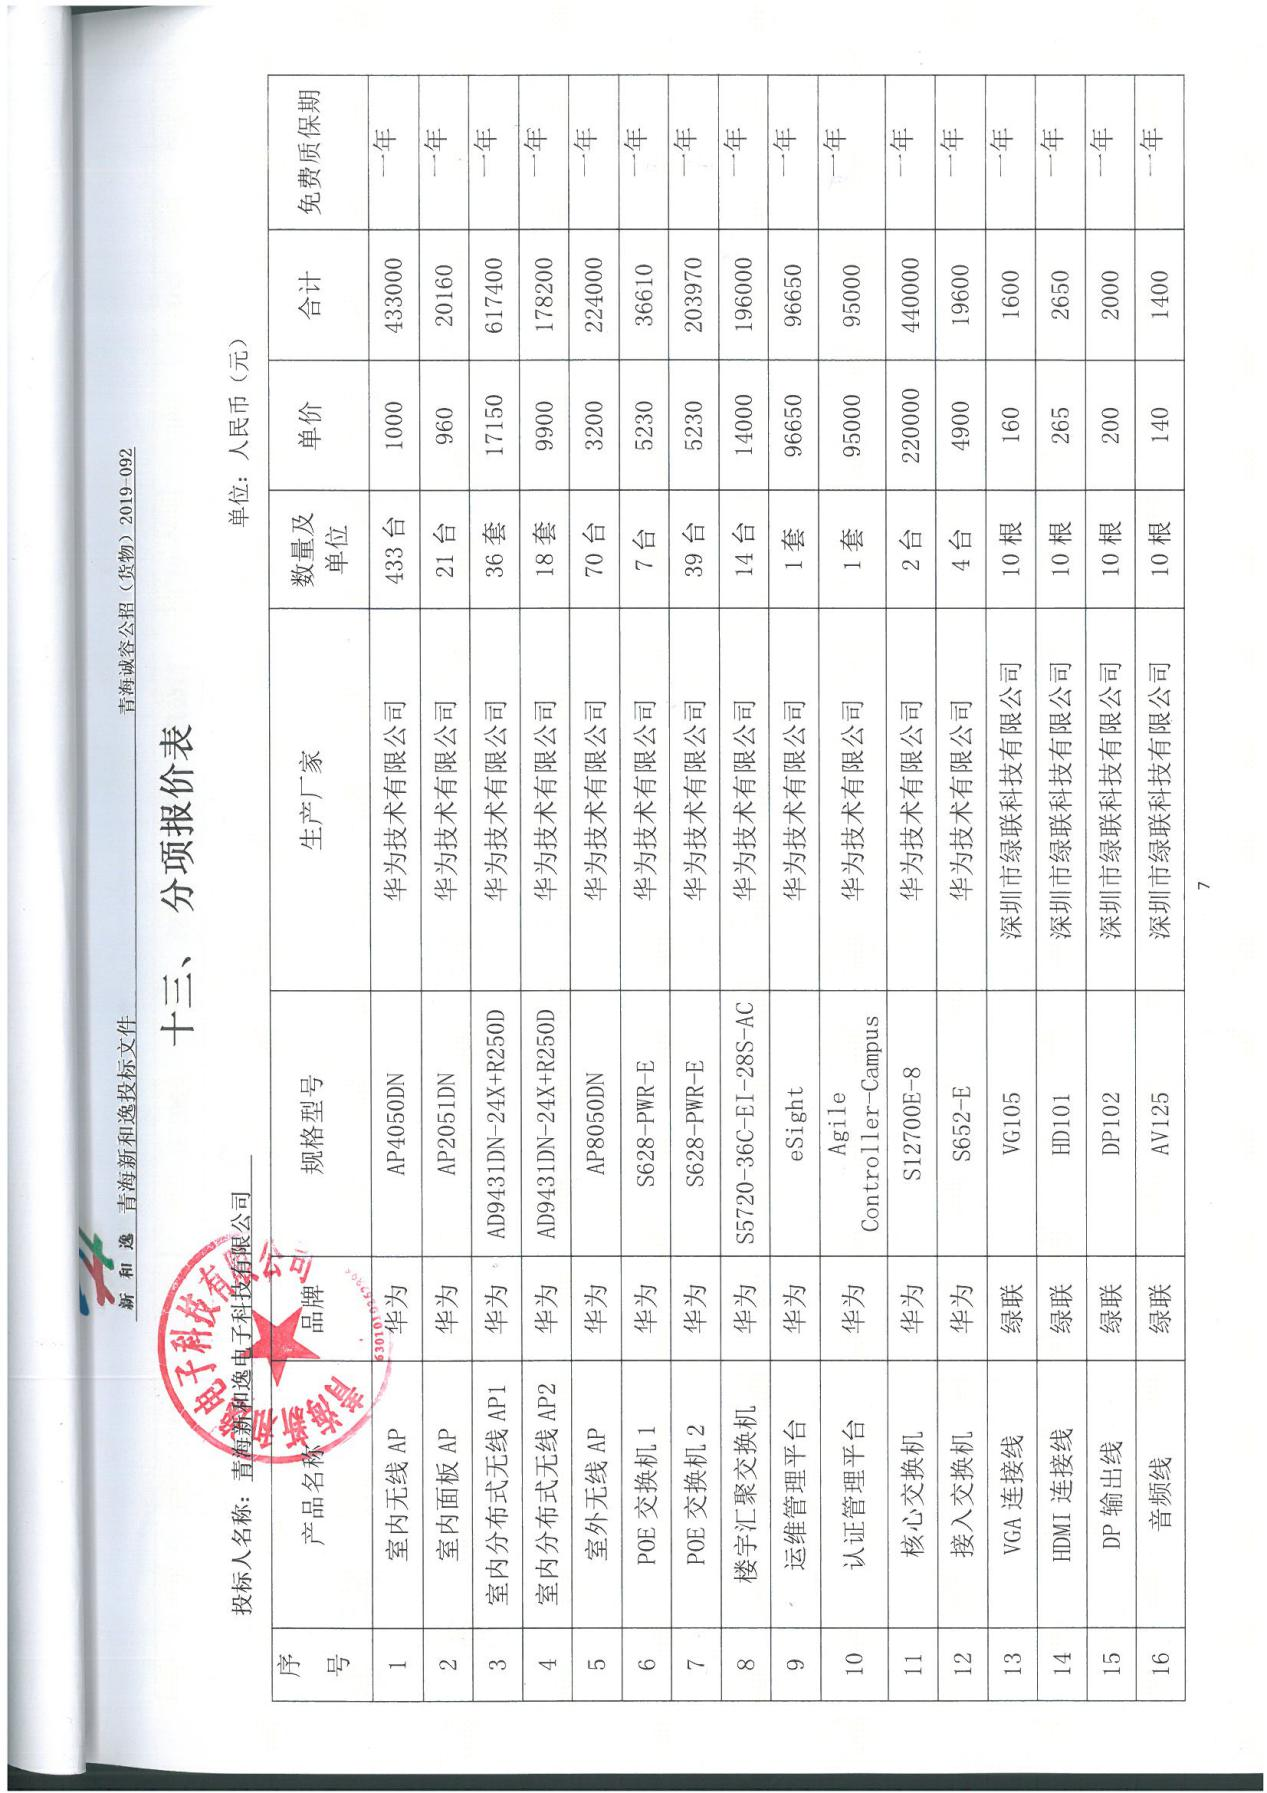 新和逸 青海新和逸投标文件 青海诚容公招（货物）2019-092
十三、 分项报价表
投标人名称：青海新和逸电子科技有限公司 单位：人民币（元）
序号 产品名称 品牌 规格型号 生产厂家 数量及单位 单价 合计 免费质保期
1 室内无线AP 华为 AP4050DN 华为技术有限公司 433台 1000 433000 一年
2 室内面板AP 华为 AP2051DN 华为技术有限公司 21台 960 20160 一年
3 室内分布式无线AP1 华为 AD9431DN-24X+R250D 华为技术有限公司 36套 17150 617400 一年
4 室内分布式无线AP2 华为 AD9431DN-24X+R250D 华为技术有限公司 18套 9900 178200 一年
5 室外无线AP 华为 AP8050DN 华为技术有限公司 70台 3200 224000 一年
6 POE交换机1 华为 S628-PWR-E 华为技术有限公司 7台 5230 36610 一年
7 POE交换机2 华为 S628-PWR-E 华为技术有限公司 39台 5230 203970 一年
8 楼宇汇聚交换机 华为 S5720-36C-EI-28S-AC 华为技术有限公司 14台 14000 196000 一年
9 运维管理平台 华为 eSight 华为技术有限公司 1套 96650 96650 一年
10 认证管理平台 华为 Agile Controller-Campus 华为技术有限公司 1套 95000 95000 一年
11 核心交换机 华为 S12700E-8 华为技术有限公司 2台 220000 440000 一年
12 接入交换机 华为 S652-E 华为技术有限公司 4台 4900 19600 一年
13 VGA连接线 绿联 VG105 深圳市绿联科技有限公司 10根 160 1600 一年
14 HDMI连接线 绿联 HD101 深圳市绿联科技有限公司 10根 265 2650 一年
15 DP输出线 绿联 DP102 深圳市绿联科技有限公司 10根 200 2000 一年
16 音频线 绿联 AV125 深圳市绿联科技有限公司 10根 140 1400 一年
青海新和逸电子科技有限公司
7